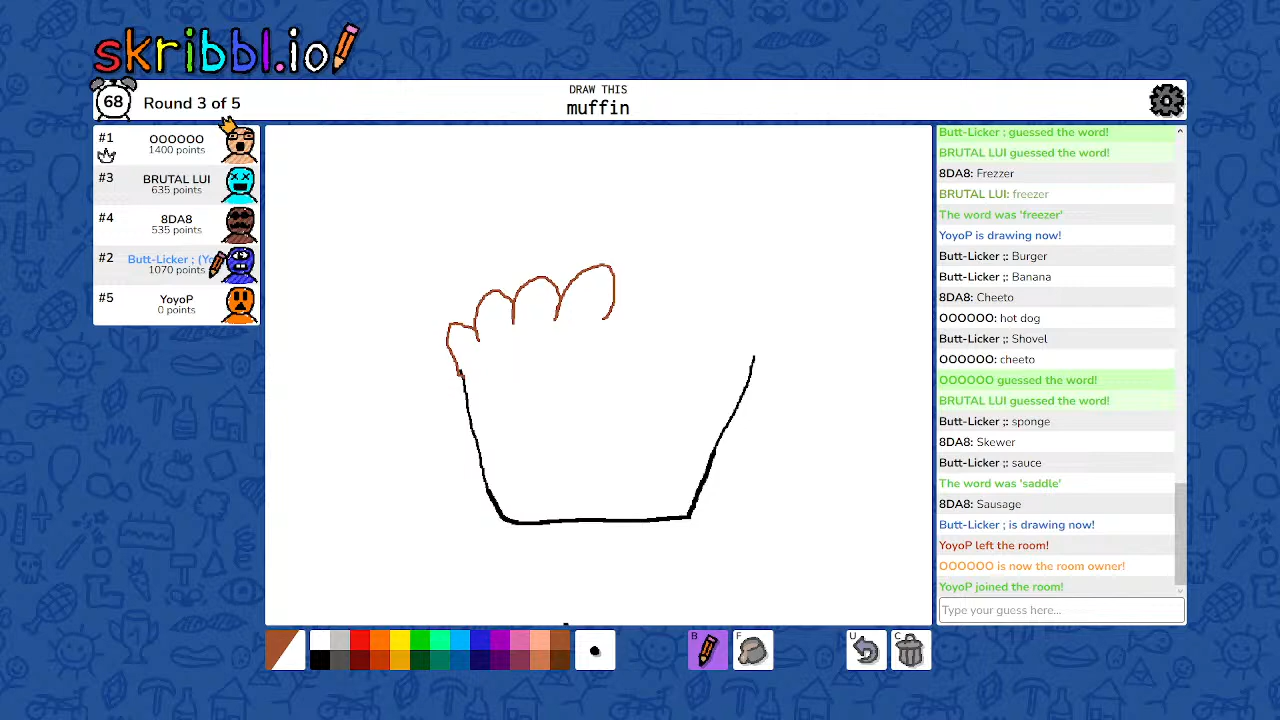 skribbl.io
68
Round 3 of 5
DRAW THIS
muffin
#1
OOOOOO
1400 points
#3
BRUTAL LUI
635 points
#4
8DA8
530 points
#2
Butt-Licker ; (Yo
1070 points
#5
YoyoP
0 points
Butt-Licker ; guessed the word!
BRUTAL LUI guessed the word!
8DA8: Frezzer
BRUTAL LUI: freezer
The word was 'freezer'
YoyoP is drawing now!
Butt-Licker ;: Burger
Butt-Licker ;: Banana
8DA8: Cheeto
OOOOOO: hot dog
Butt-Licker ;: Shovel
OOOOOO: cheeto
OOOOOO guessed the word!
BRUTAL LUI guessed the word!
Butt-Licker ;: sponge
8DA8: Skewer
Butt-Licker ;: sauce
The word was 'saddle'
8DA8: Sausage
Butt-Licker ; is drawing now!
YoyoP left the room!
OOOOOO is now the room owner!
YoyoP joined the room!
Type your guess here...
B
F
U
C